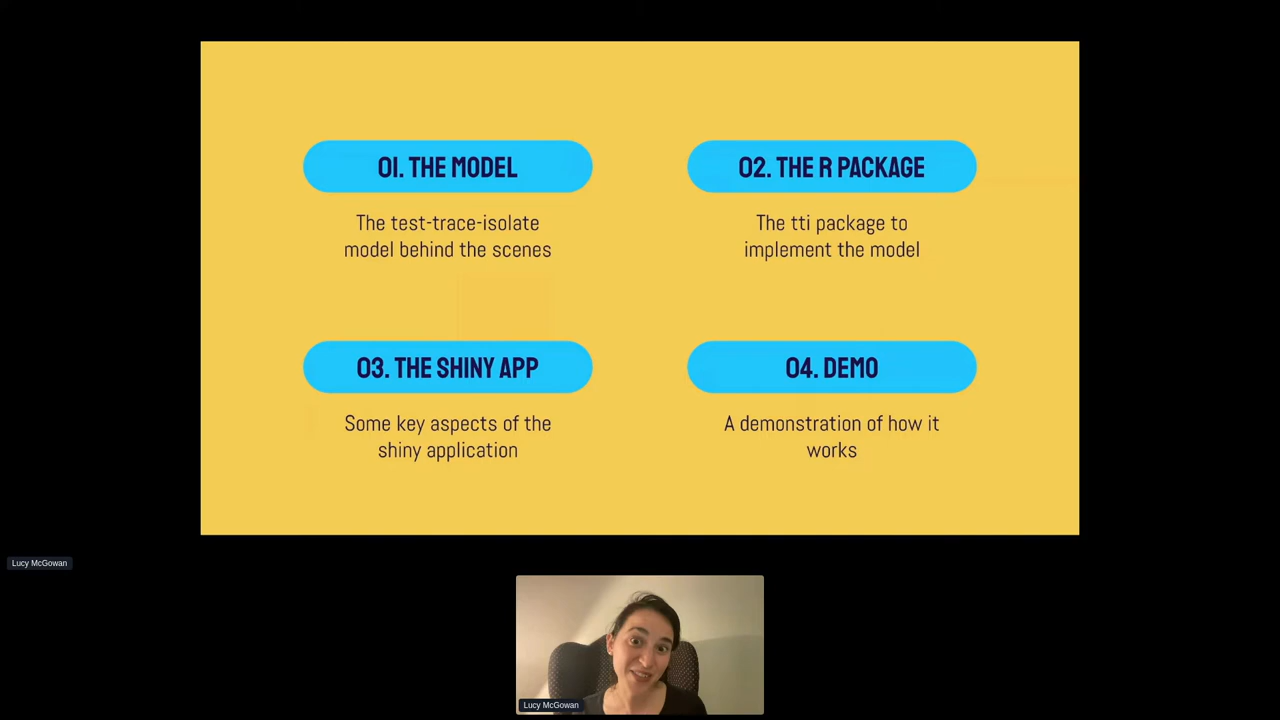 01. THE MODEL
The test-trace-isolate
model behind the scenes
02. THE R PACKAGE
The tti package to
implement the model
03. THE SHINY APP
Some key aspects of the
shiny application
04. DEMO
A demonstration of how it
works
Lucy McGowan
Lucy McGowan